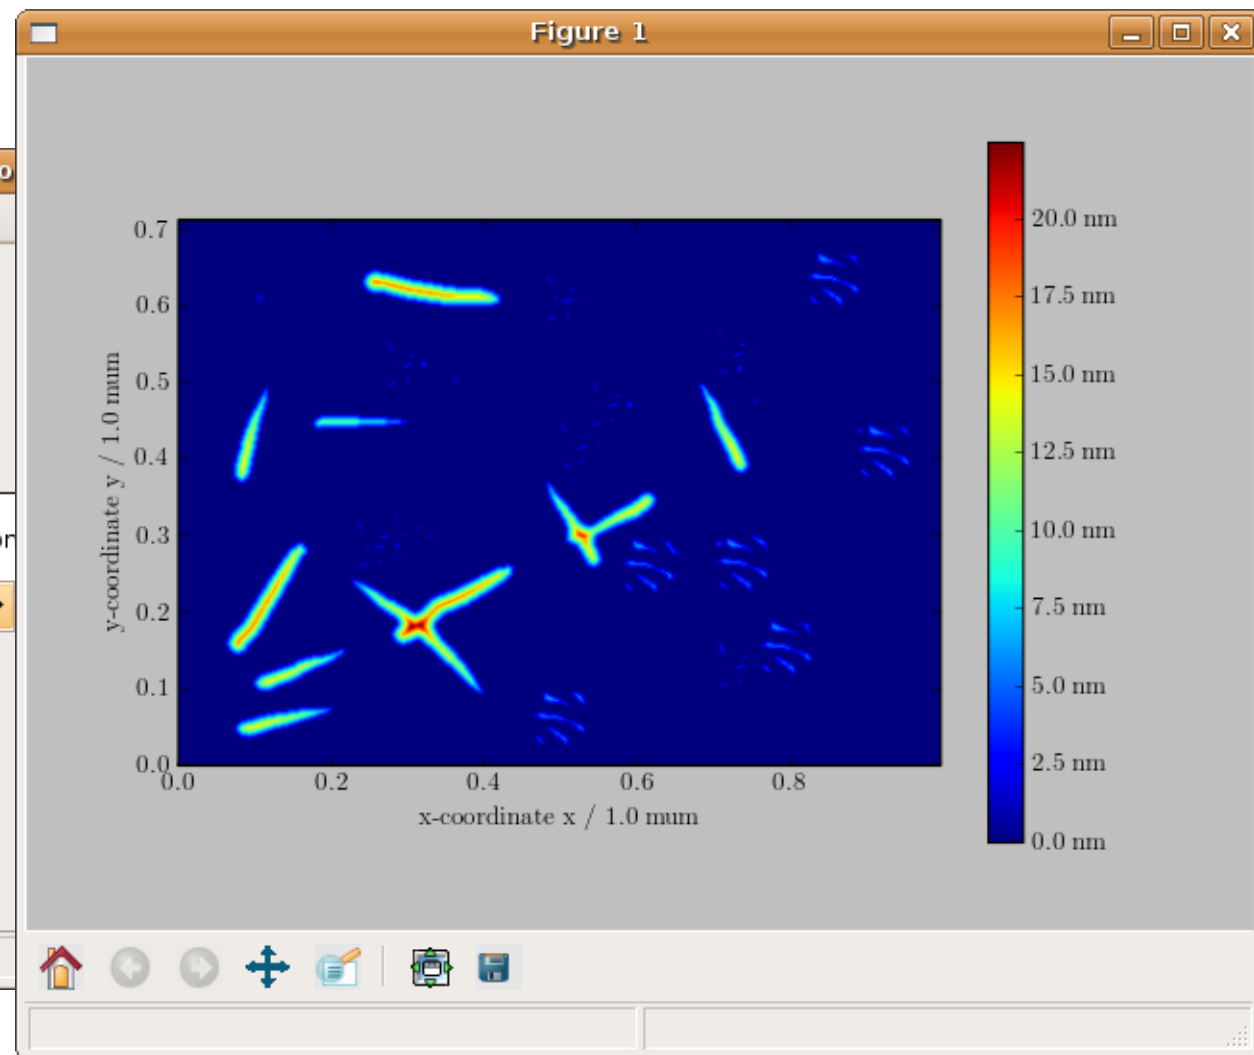 Figure 1
0.7
0.6
0.5
0.4
0.3
0.2
0.1
0.0
y-coordinate y / 1.0 mum
0.0 0.2 0.4 0.6 0.8
x-coordinate x / 1.0 mum
20.0 nm
17.5 nm
15.0 nm
12.5 nm
10.0 nm
7.5 nm
5.0 nm
2.5 nm
0.0 nm